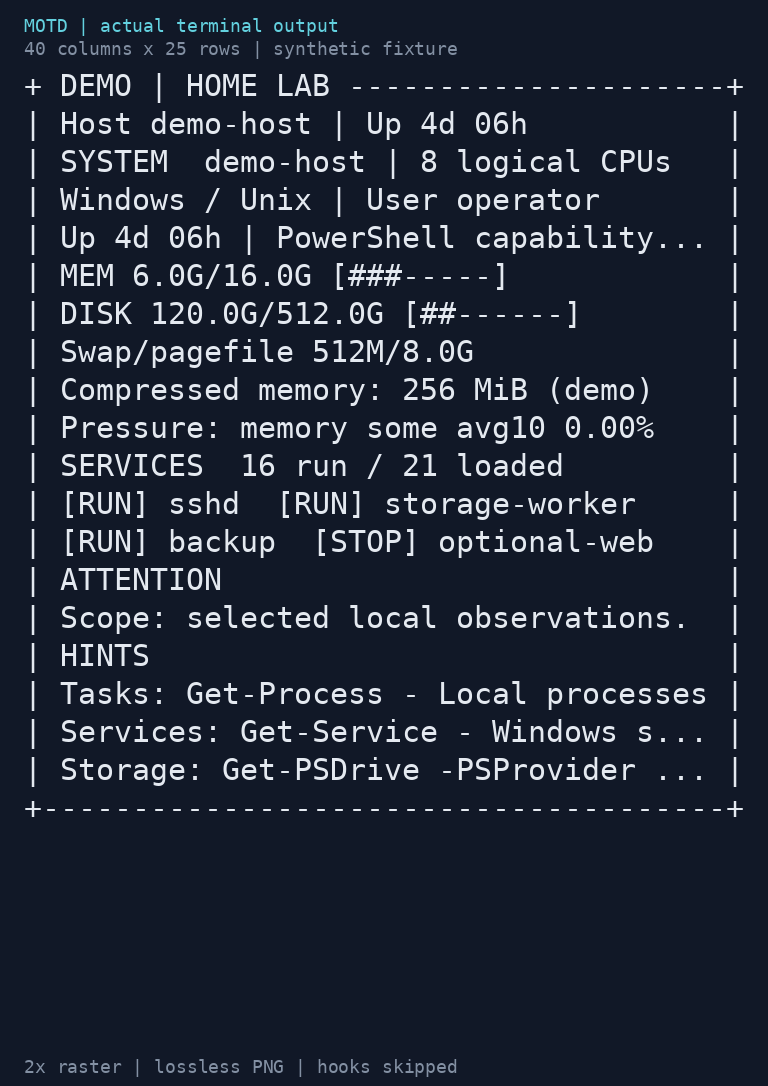 MOTD | actual terminal output
40 columns x 25 rows | synthetic fixture
+ DEMO | HOME LAB ---------------------+
| Host demo-host | Up 4d 06h           |
| SYSTEM  demo-host | 8 logical CPUs   |
| Windows / Unix | User operator       |
| Up 4d 06h | PowerShell capability... |
| MEM 6.0G/16.0G [###-----]            |
| DISK 120.0G/512.0G [##------]        |
| Swap/pagefile 512M/8.0G              |
| Compressed memory: 256 MiB (demo)    |
| Pressure: memory some avg10 0.00%    |
| SERVICES  16 run / 21 loaded         |
| [RUN] sshd  [RUN] storage-worker     |
| [RUN] backup  [STOP] optional-web    |
| ATTENTION                            |
| Scope: selected local observations.  |
| HINTS                                |
| Tasks: Get-Process - Local processes |
| Services: Get-Service - Windows s... |
| Storage: Get-PSDrive -PSProvider ... |
+--------------------------------------+
2x raster | lossless PNG | hooks skipped